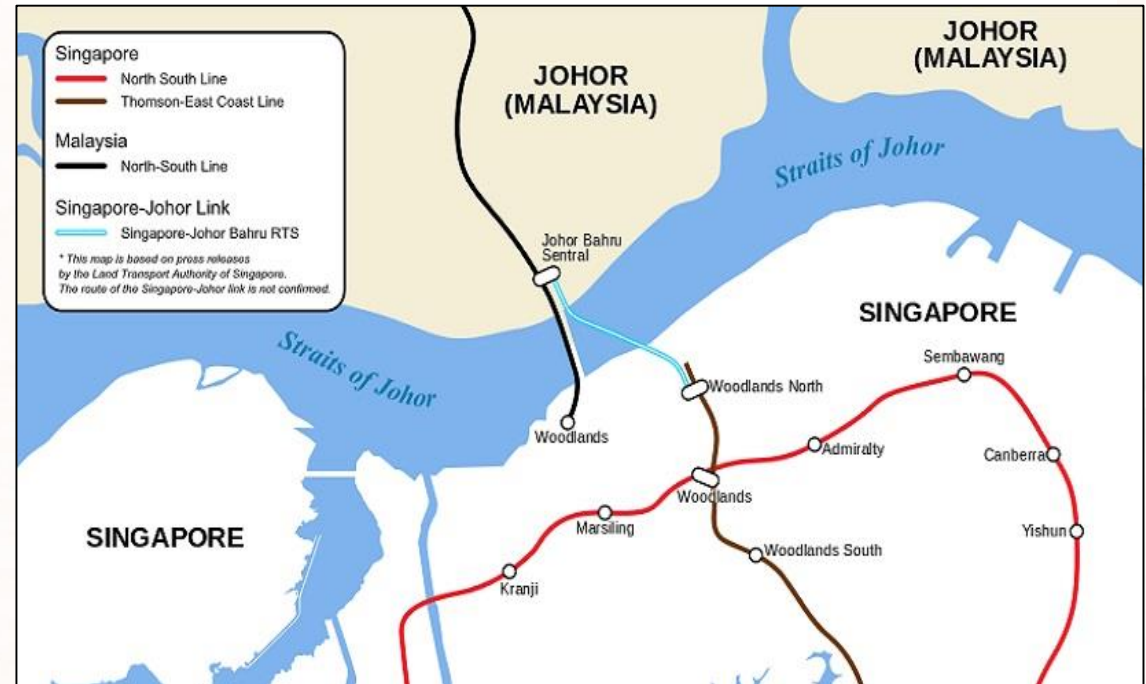 Singapore
North South Line
Thomson-East Coast Line
Malaysia
North-South Line
Singapore-Johor Link
Singapore-Johor Bahru RTS
* This map is based on press releases
by the Land Transport Authority of Singapore.
The route of the Singapore-Johor link is not confirmed.
JOHOR
(MALAYSIA)
JOHOR
(MALAYSIA)
Straits of Johor
Johor Bahru
Sentral
SINGAPORE
Straits of Johor
Sembawang
Woodlands North
Woodlands
Admiralty
Canberra
Woodlands
SINGAPORE
Marsiling
Yishun
Woodlands South
Kranji